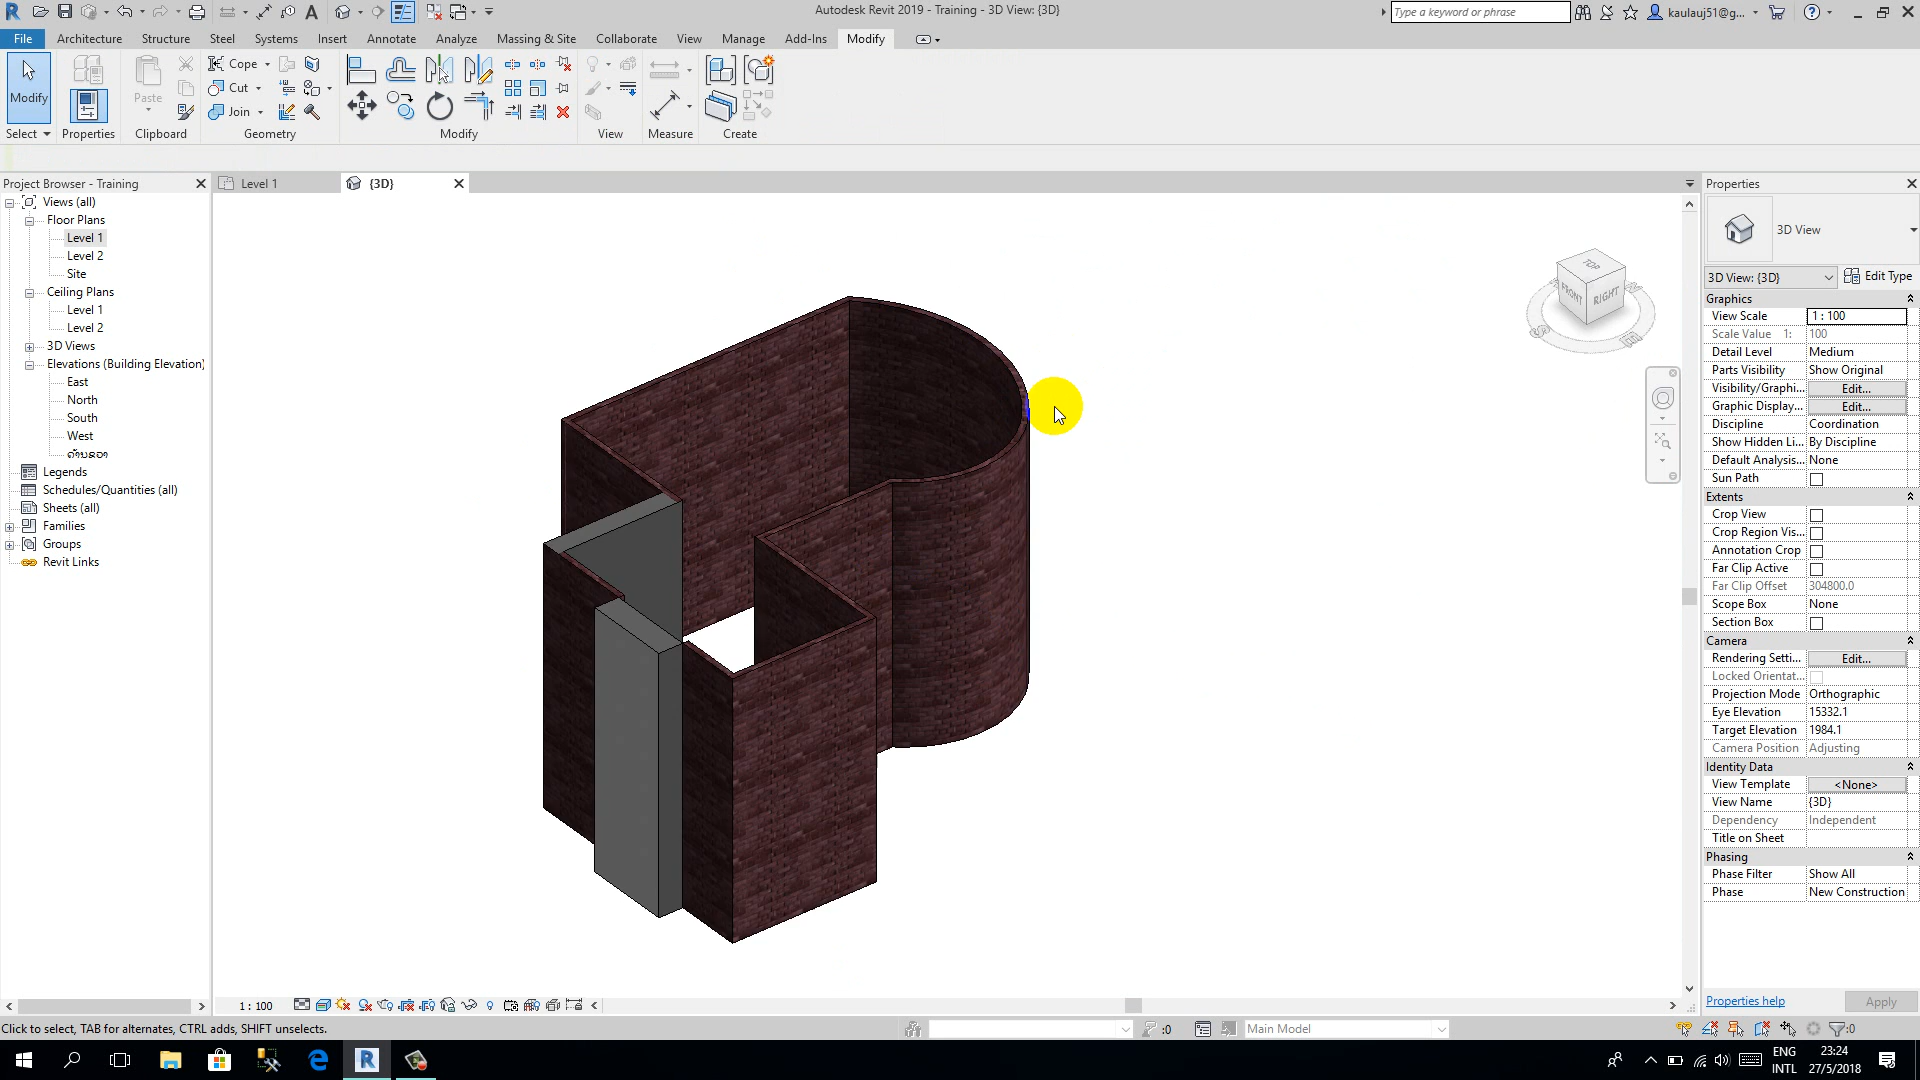 Autodesk Revit 2019 - Training - 3D View: {3D}
Type a keyword or phrase
kaulauj51@g...
File Architecture Structure Steel Systems Insert Annotate Analyze Massing & Site Collaborate View Manage Add-Ins Modify
Cope
Modify
Paste
Cut
Join
Select Properties Clipboard Geometry Modify View Measure Create
Project Browser - Training
Level 1
{3D}
Properties
Views (all)
Floor Plans
Level 1
Level 2
Site
Ceiling Plans
Level 1
Level 2
3D Views
Elevations (Building Elevation)
East
North
South
West
Legends
Schedules/Quantities (all)
Sheets (all)
Families
Groups
Revit Links
TOP
FRONT
RIGHT
S
3D View
3D View: {3D} Edit Type
Graphics
View Scale 1 : 100
Scale Value 1: 100
Detail Level Medium
Parts Visibility Show Original
Visibility/Graphi... Edit...
Graphic Display... Edit...
Discipline Coordination
Show Hidden Li... By Discipline
Default Analysis... None
Sun Path
Extents
Crop View
Crop Region Vis...
Annotation Crop
Far Clip Active
Far Clip Offset 304800.0
Scope Box None
Section Box
Camera
Rendering Setti... Edit...
Locked Orientat...
Projection Mode Orthographic
Eye Elevation 15332.1
Target Elevation 1984.1
Camera Position Adjusting
Identity Data
View Template <None>
View Name {3D}
Dependency Independent
Title on Sheet
Phasing
Phase Filter Show All
Phase New Construction
Properties help Apply
1 : 100
Click to select, TAB for alternates, CTRL adds, SHIFT unselects.
:0
Main Model
:0
ENG
INTL
23:24
27/5/2018